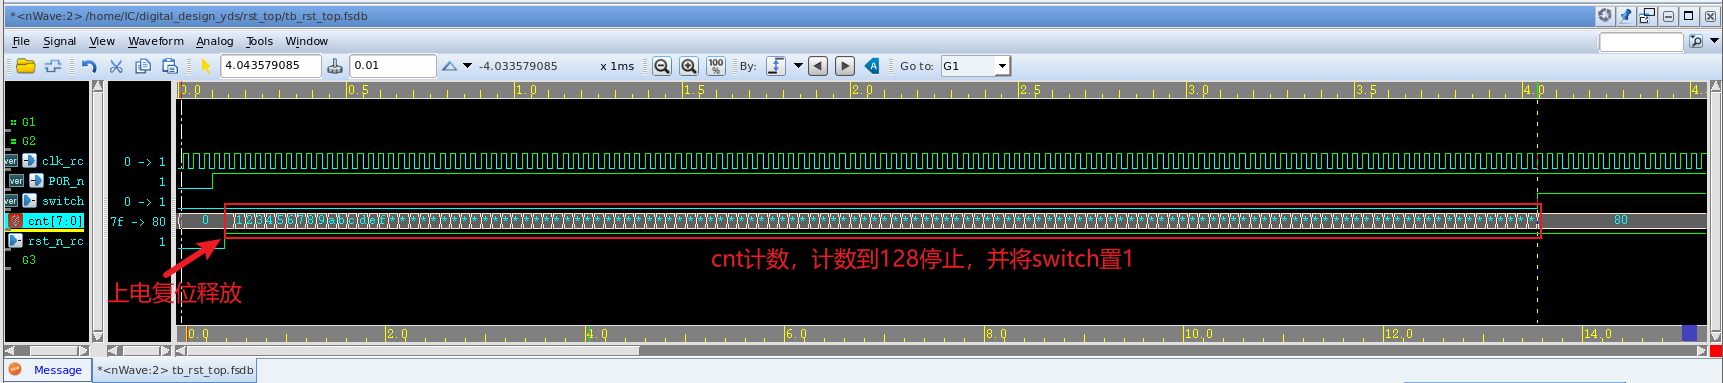 *<nWave:2> /home/IC/digital_design_yds/rst_top/tb_rst_top.fsdb
File Signal View Waveform Analog Tools Window
4.043579085 0.01 -4.033579085 x 1ms 100% By: Go to: G1
0.0 0.5 1.0 1.5 2.0 2.5 3.0 3.5 4.0 4.
G1
G2
ver clk_rc 0 -> 1
ver POR_n 1
ver switch 0 -> 1
cnt[7:0] 7f -> 80 0 1 2 3 4 5 6 7 8 9 a b c d e f 80
rst_n_rc 1
G3
cnt计数，计数到128停止，并将switch置1
上电复位释放
0.0 2.0 4.0 6.0 8.0 10.0 12.0 14.0
Message *<nWave:2> tb_rst_top.fsdb